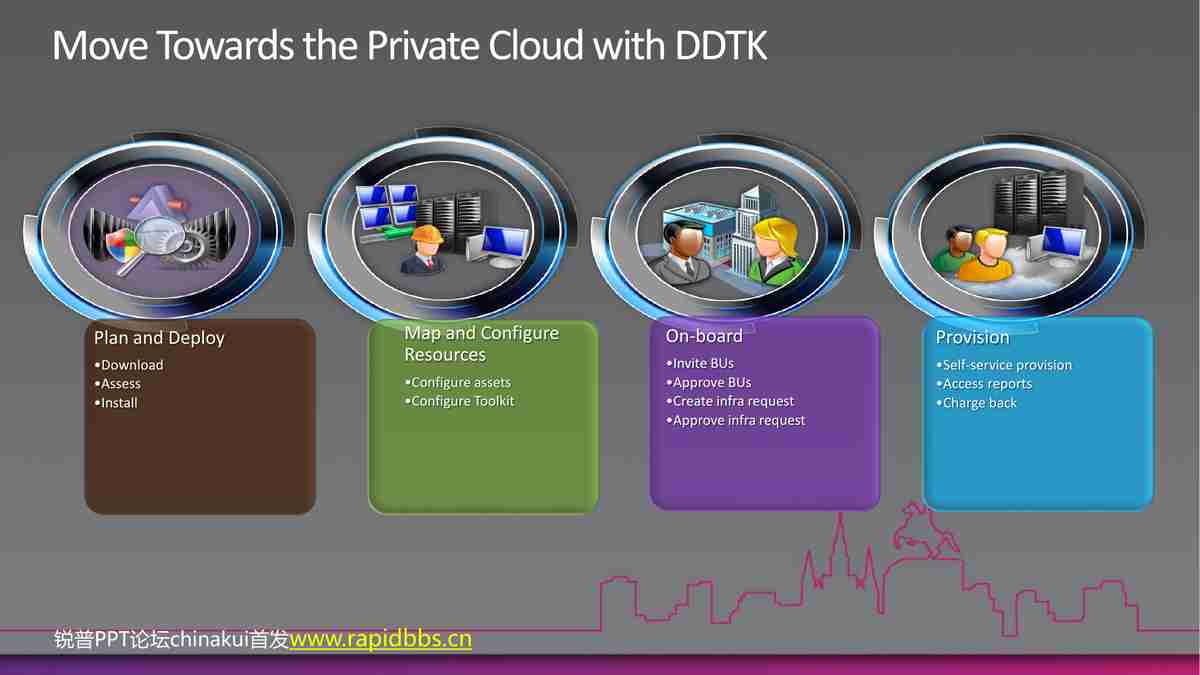 Move Towards the Private Cloud with DDTK
Plan and Deploy
•Download
•Assess
•Install
Map and Configure
Resources
•Configure assets
•Configure Toolkit
On-board
•Invite BUs
•Approve BUs
•Create infra request
•Approve infra request
Provision
•Self-service provision
•Access reports
•Charge back
锐普PPT论坛chinakui首发www.rapidbbs.cn